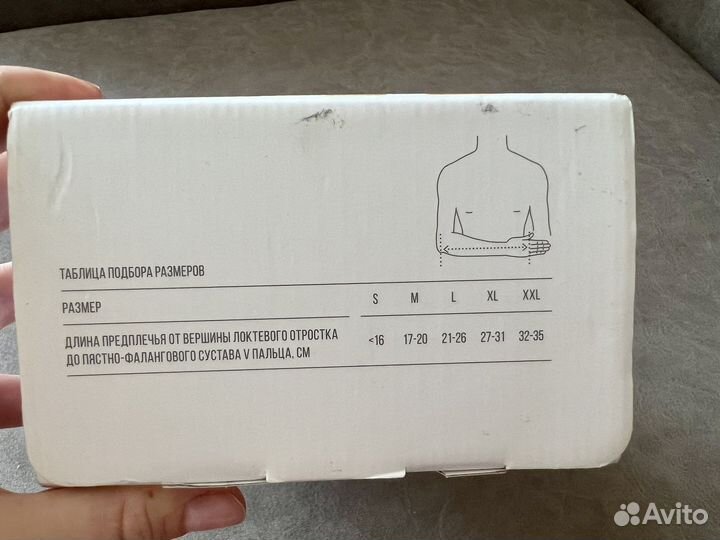 ТАБЛИЦА ПОДБОРА РАЗМЕРОВ
РАЗМЕР S M L XL XXL
ДЛИНА ПРЕДПЛЕЧЬЯ ОТ ВЕРШИНЫ ЛОКТЕВОГО ОТРОСТКА
ДО ПЯСТНО-ФАЛАНГОВОГО СУСТАВА V ПАЛЬЦА, СМ <16 17-20 21-26 27-31 32-35
Avito